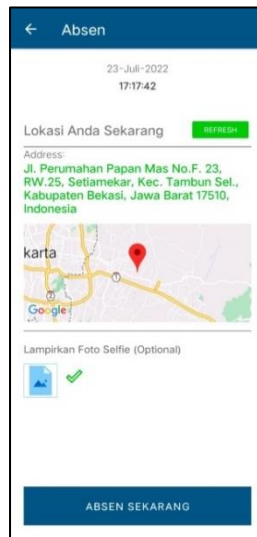 Absen
23-Juli-2022
17:17:42
Lokasi Anda Sekarang
REFRESH
Address:
Jl. Perumahan Papan Mas No.F. 23,
RW.25, Setiamekar, Kec. Tambun Sel.,
Kabupaten Bekasi, Jawa Barat 17510,
Indonesia
karta
Google
Lampirkan Foto Selfie (Optional)
ABSEN SEKARANG